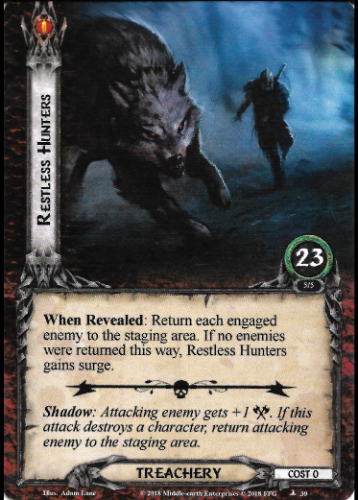 RESTLESS HUNTERS
23
5/5
When Revealed: Return each engaged
enemy to the staging area. If no enemies
were returned this way, Restless Hunters
gains surge.
Shadow: Attacking enemy gets +1 . If this
attack destroys a character, return attacking
enemy to the staging area.
TREACHERY
COST 0
Illus. Adam Lane
© 2018 Middle-earth Enterprises © 2018 FFG
39